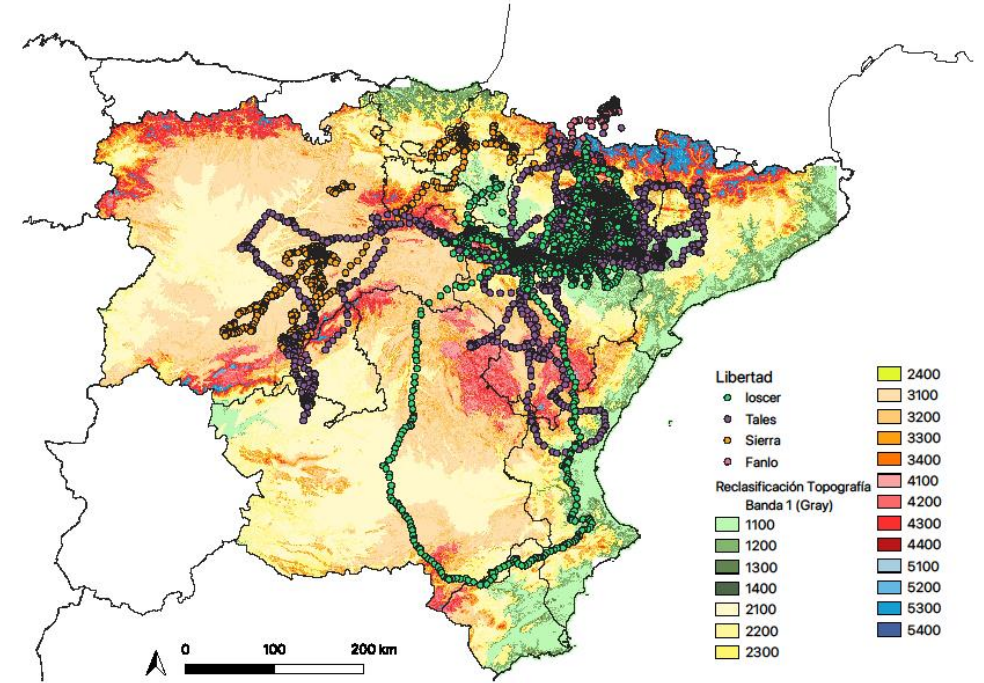 Libertad
Ioscer
Tales
Sierra
Fanlo
Reclasificación Topografía
Banda 1 (Gray)
1100
1200
1300
1400
2100
2200
2300
2400
3100
3200
3300
3400
4100
4200
4300
4400
5100
5200
5300
5400
0 100 200 km